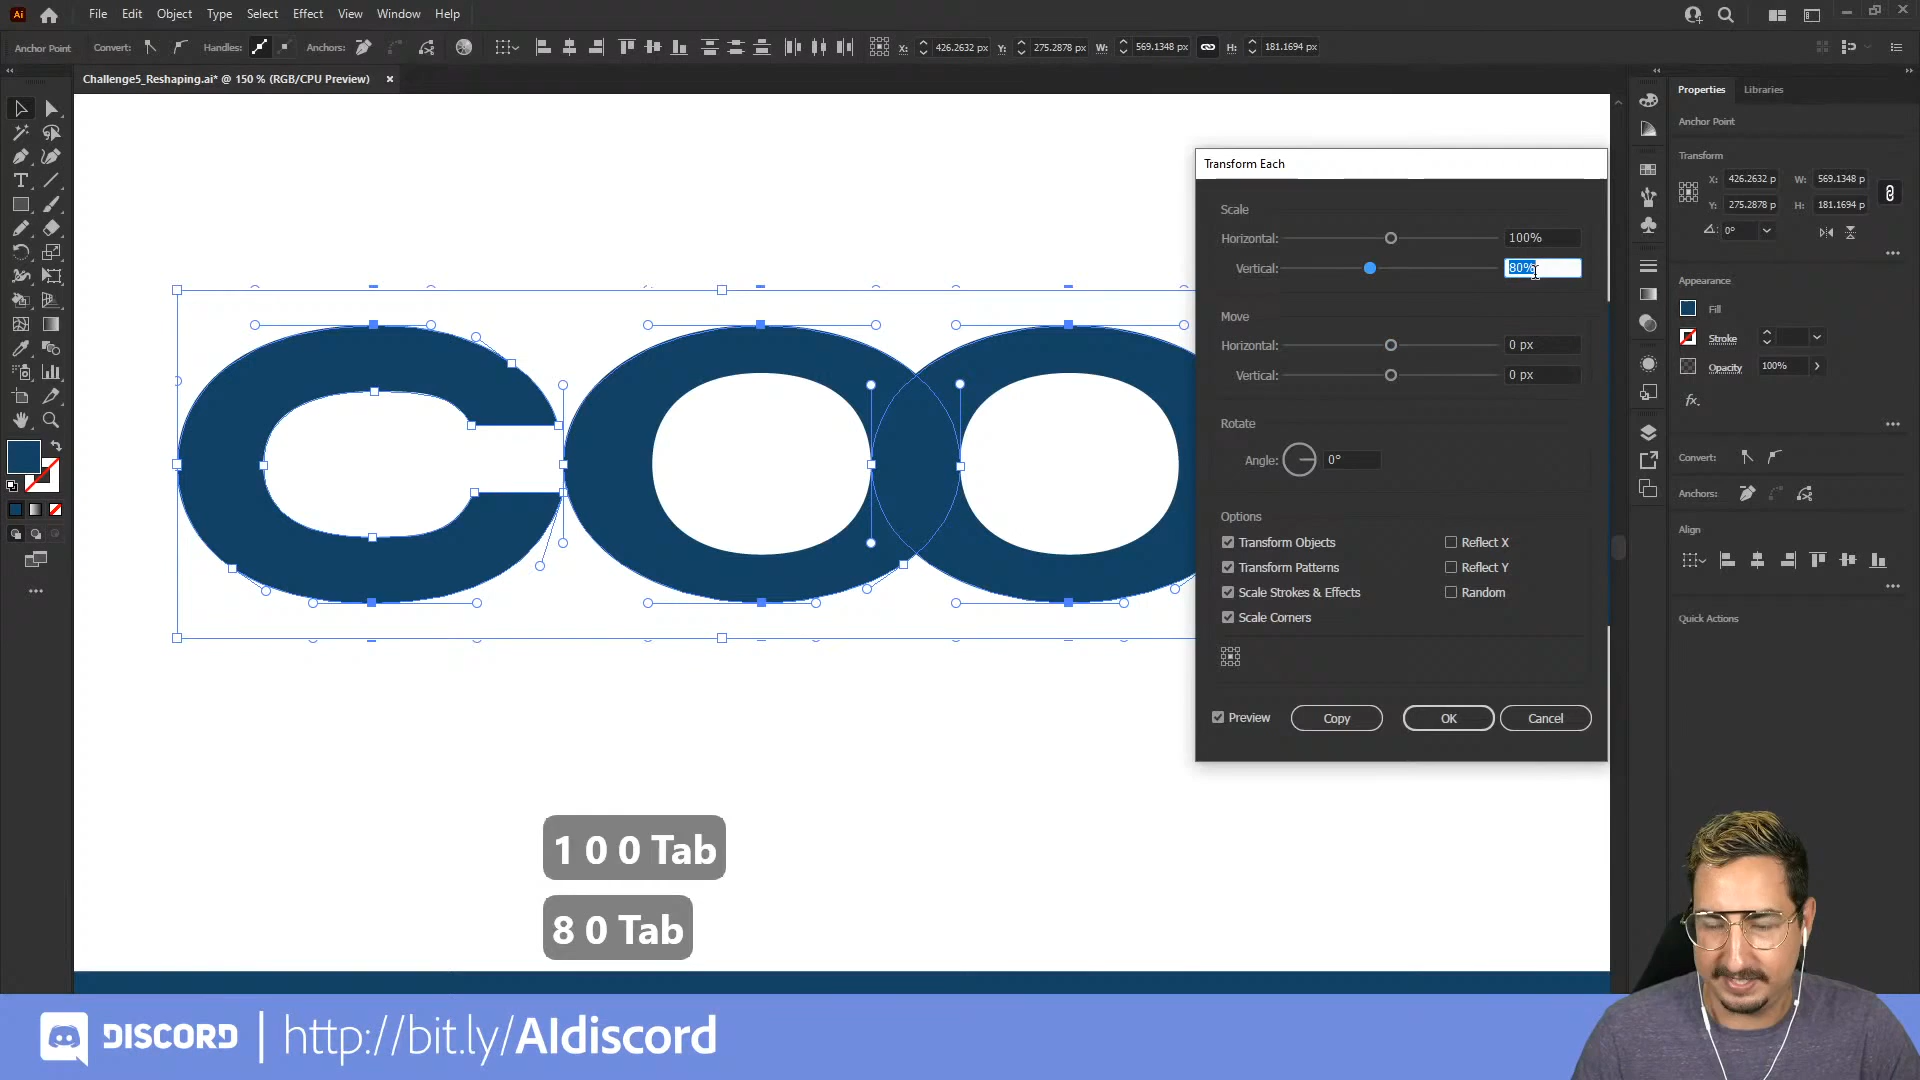 Ai File Edit Object Type Select Effect View Window Help
Anchor Point Convert: Handles: Anchors: X: 426.2632 px Y: 275.2878 px W: 569.1348 px H: 181.1694 px
Challenge5_Reshaping.ai* @ 150 % (RGB/CPU Preview) ×
Properties Libraries
Anchor Point
Transform
X: 426.2632 p W: 569.1348 p
Y: 275.2878 p H: 181.1694 p
0°
Appearance
Fill
Stroke
Opacity 100%
fx.
Convert:
Anchors:
Align
Quick Actions
Transform Each
Scale
Horizontal: 100%
Vertical: 80%
Move
Horizontal: 0 px
Vertical: 0 px
Rotate
Angle: 0°
Options
Transform Objects Reflect X
Transform Patterns Reflect Y
Scale Strokes & Effects Random
Scale Corners
Preview Copy OK Cancel
COO
1 0 0 Tab
8 0 Tab
DISCORD | http://bit.ly/AIdiscord